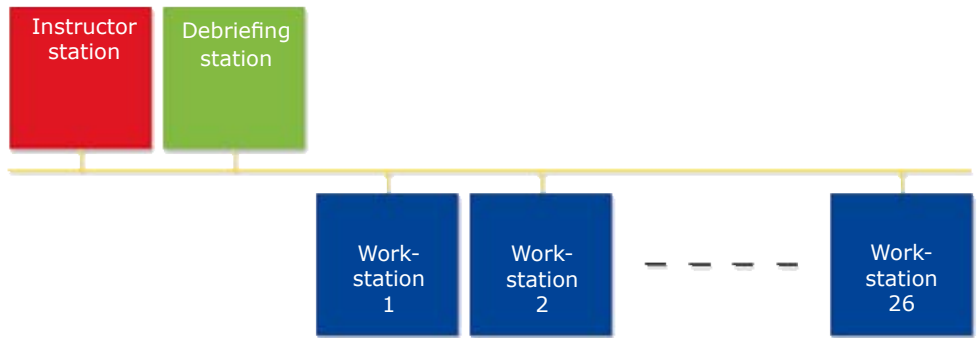 Instructor
station
Debriefing
station
Work-
station
1
Work-
station
2
Work-
station
26